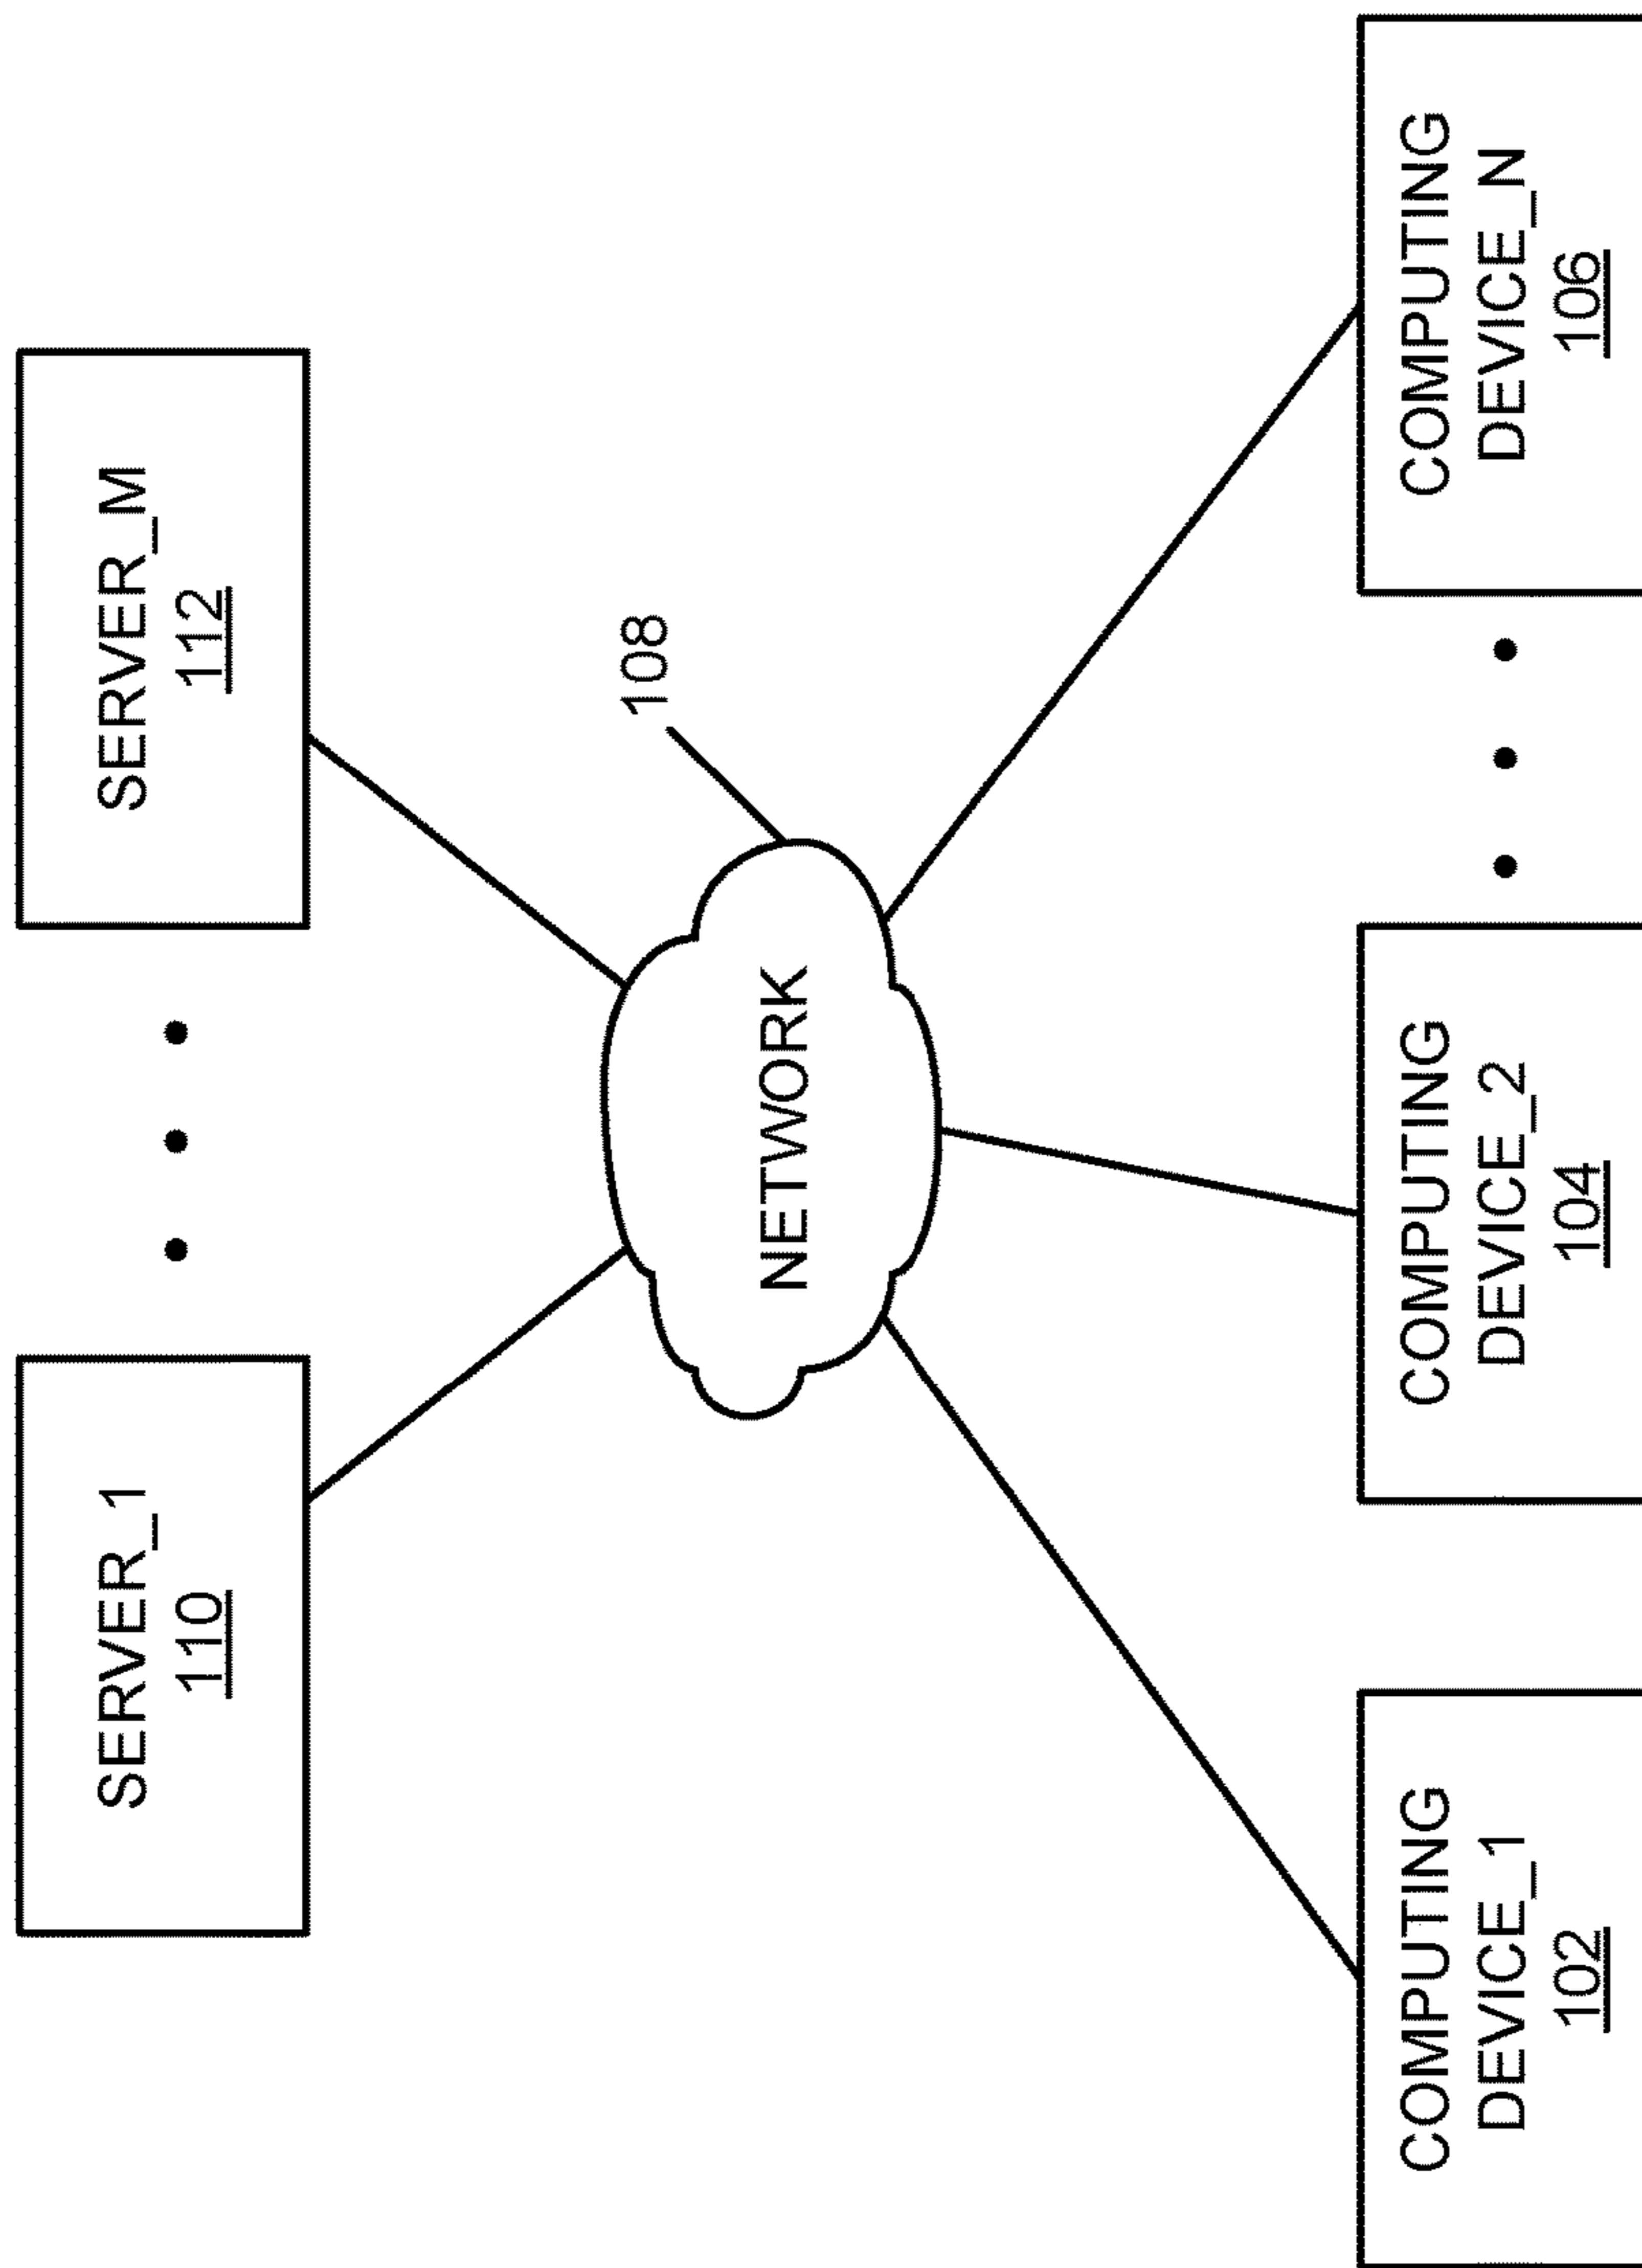 SERVER_1
110
SERVER_M
112
NETWORK
108
COMPUTING
DEVICE_1
102
COMPUTING
DEVICE_2
104
COMPUTING
DEVICE_N
106